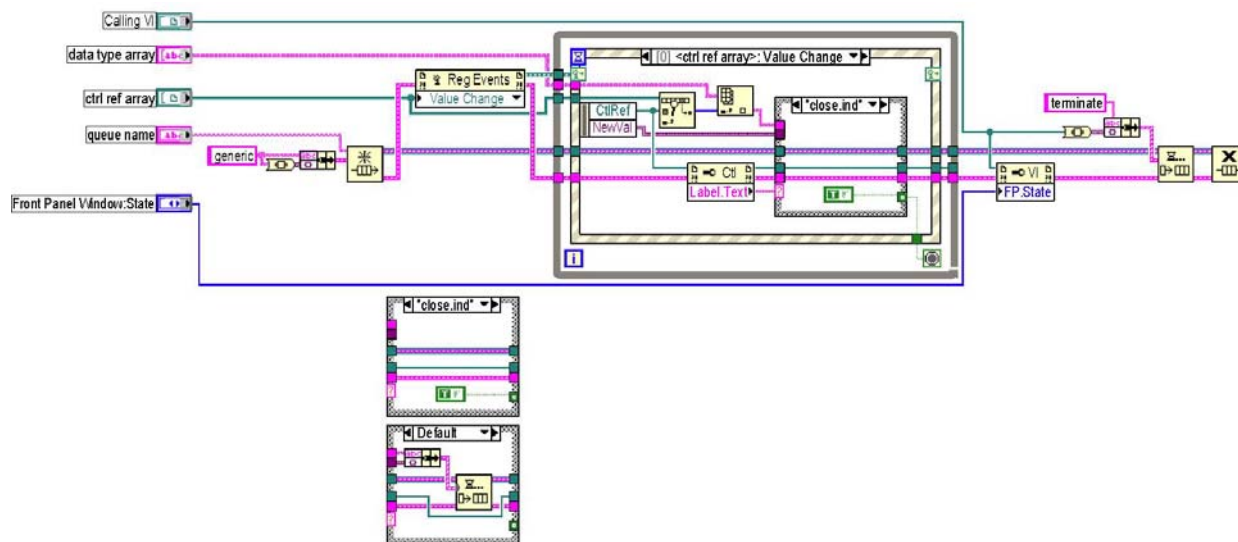 Calling VI
data type array
ctrl ref array
queue name
Front Panel Window:State
generic
Reg Events
Value Change
[0] <ctrl ref array>: Value Change
CtlRef
NewVal
"close.ind"
Ctl
Label.Text
T F
i
terminate
VI
FP.State
"close.ind"
T F
Default